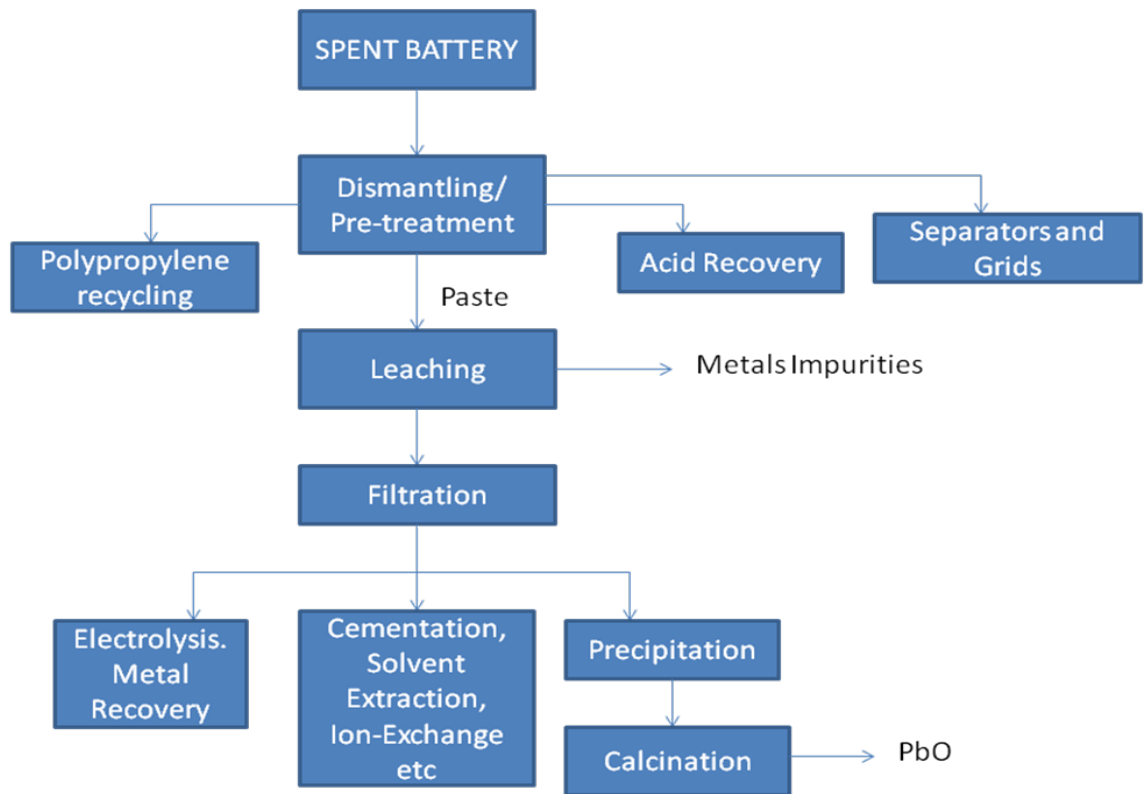 SPENT BATTERY
Dismantling/
Pre-treatment
Polypropylene
recycling
Acid Recovery
Separators and
Grids
Paste
Leaching
Metals Impurities
Filtration
Electrolysis.
Metal
Recovery
Cementation,
Solvent
Extraction,
Ion-Exchange
etc
Precipitation
Calcination
PbO